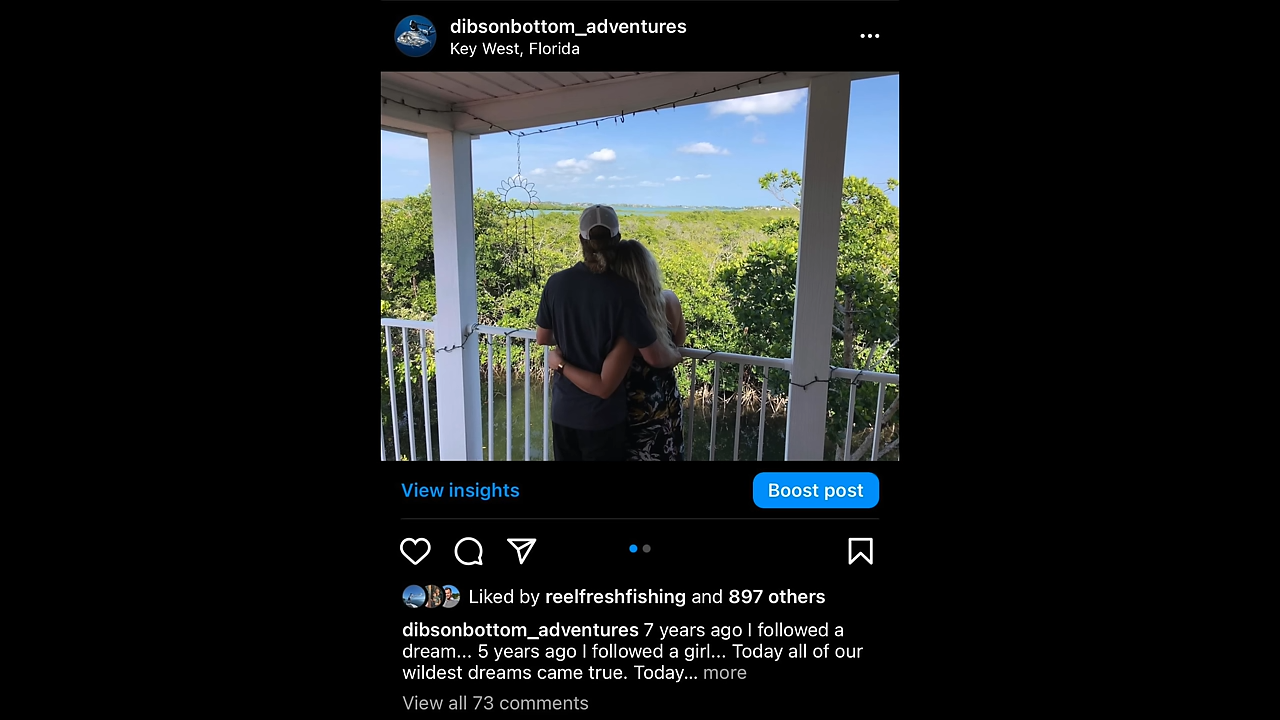 dibsonbottom_adventures
Key West, Florida
View insights
Boost post
Liked by reelfreshfishing and 897 others
dibsonbottom_adventures 7 years ago I followed a
dream... 5 years ago I followed a girl... Today all of our
wildest dreams came true. Today... more
View all 73 comments